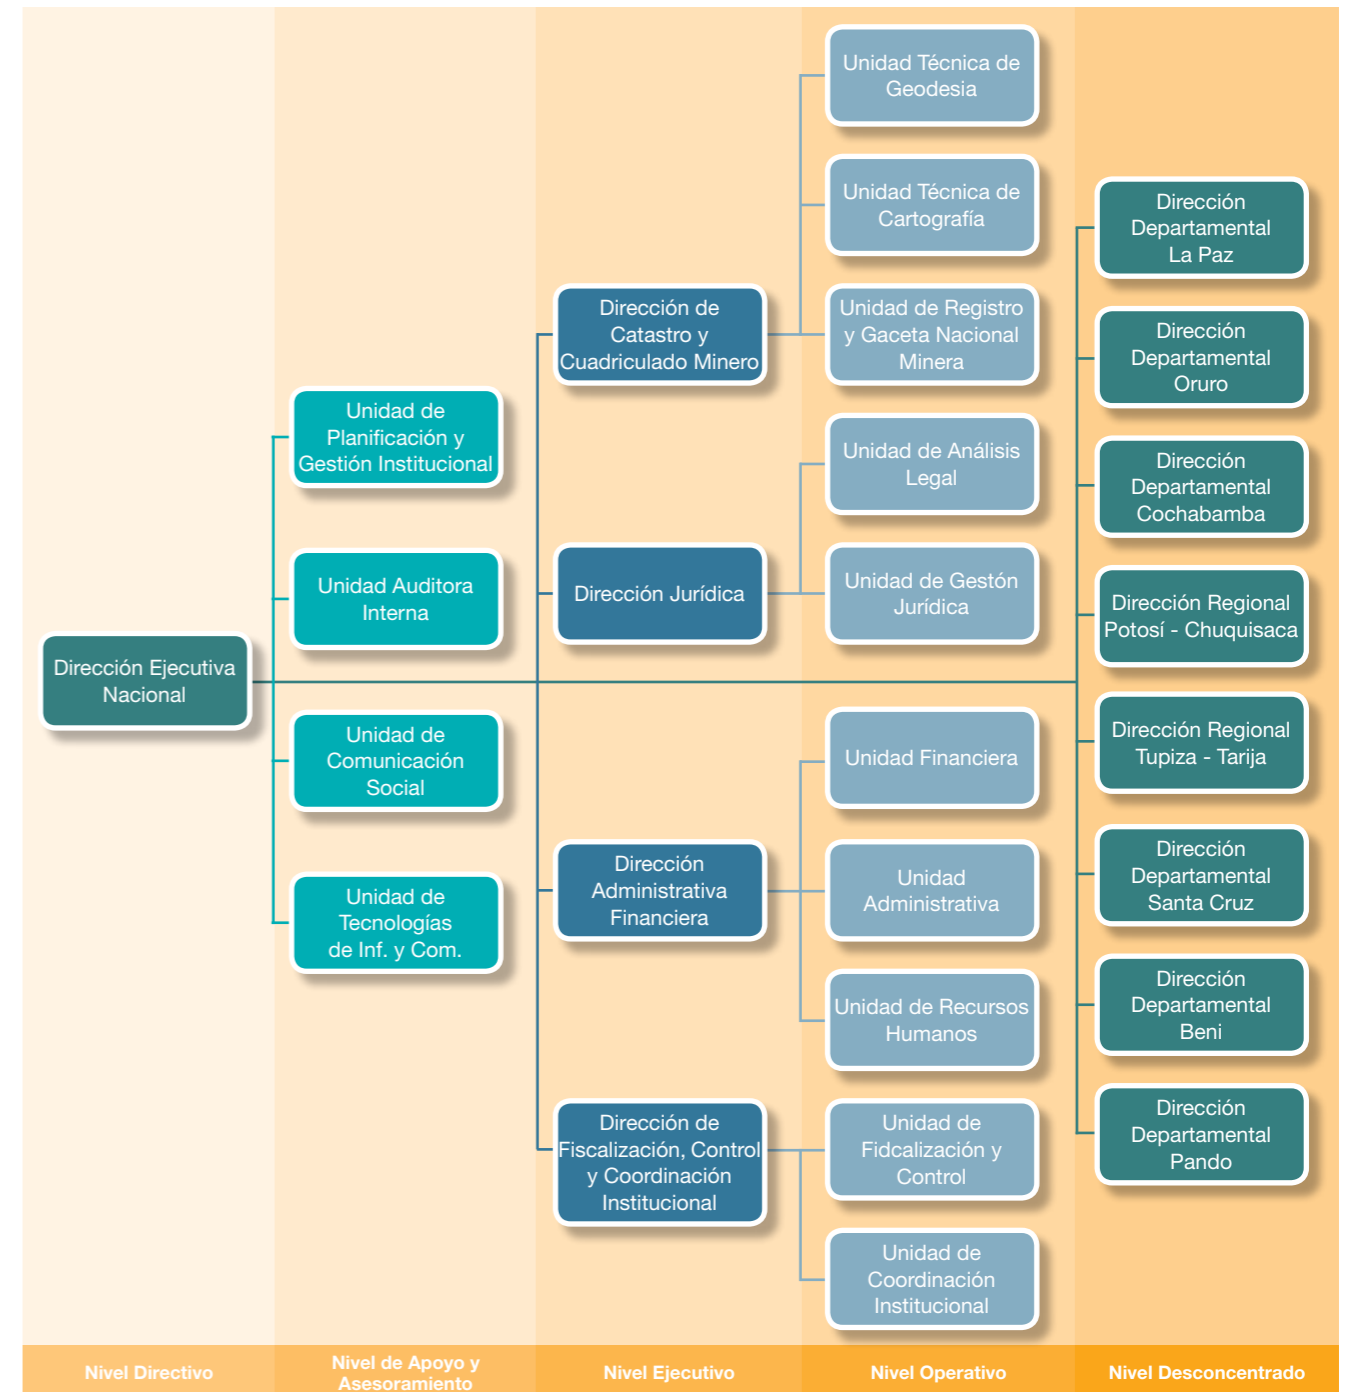 Dirección Ejecutiva
Nacional
Unidad de
Planificación y
Gestión Institucional
Unidad Auditora
Interna
Unidad de
Comunicación
Social
Unidad de
Tecnologías
de Inf. y Com.
Dirección de
Catastro y
Cuadriculado Minero
Dirección Jurídica
Dirección
Administrativa
Financiera
Dirección de
Fiscalización, Control
y Coordinación
Institucional
Unidad Técnica de
Geodesia
Unidad Técnica de
Cartografía
Unidad de Registro
y Gaceta Nacional
Minera
Unidad de Análisis
Legal
Unidad de Gestón
Jurídica
Unidad Financiera
Unidad
Administrativa
Unidad de Recursos
Humanos
Unidad de
Fidcalización y
Control
Unidad de
Coordinación
Institucional
Dirección
Departamental
La Paz
Dirección
Departamental
Oruro
Dirección
Departamental
Cochabamba
Dirección Regional
Potosí - Chuquisaca
Dirección Regional
Tupiza - Tarija
Dirección
Departamental
Santa Cruz
Dirección
Departamental
Beni
Dirección
Departamental
Pando
Nivel Directivo
Nivel de Apoyo y
Asesoramiento
Nivel Ejecutivo
Nivel Operativo
Nivel Desconcentrado